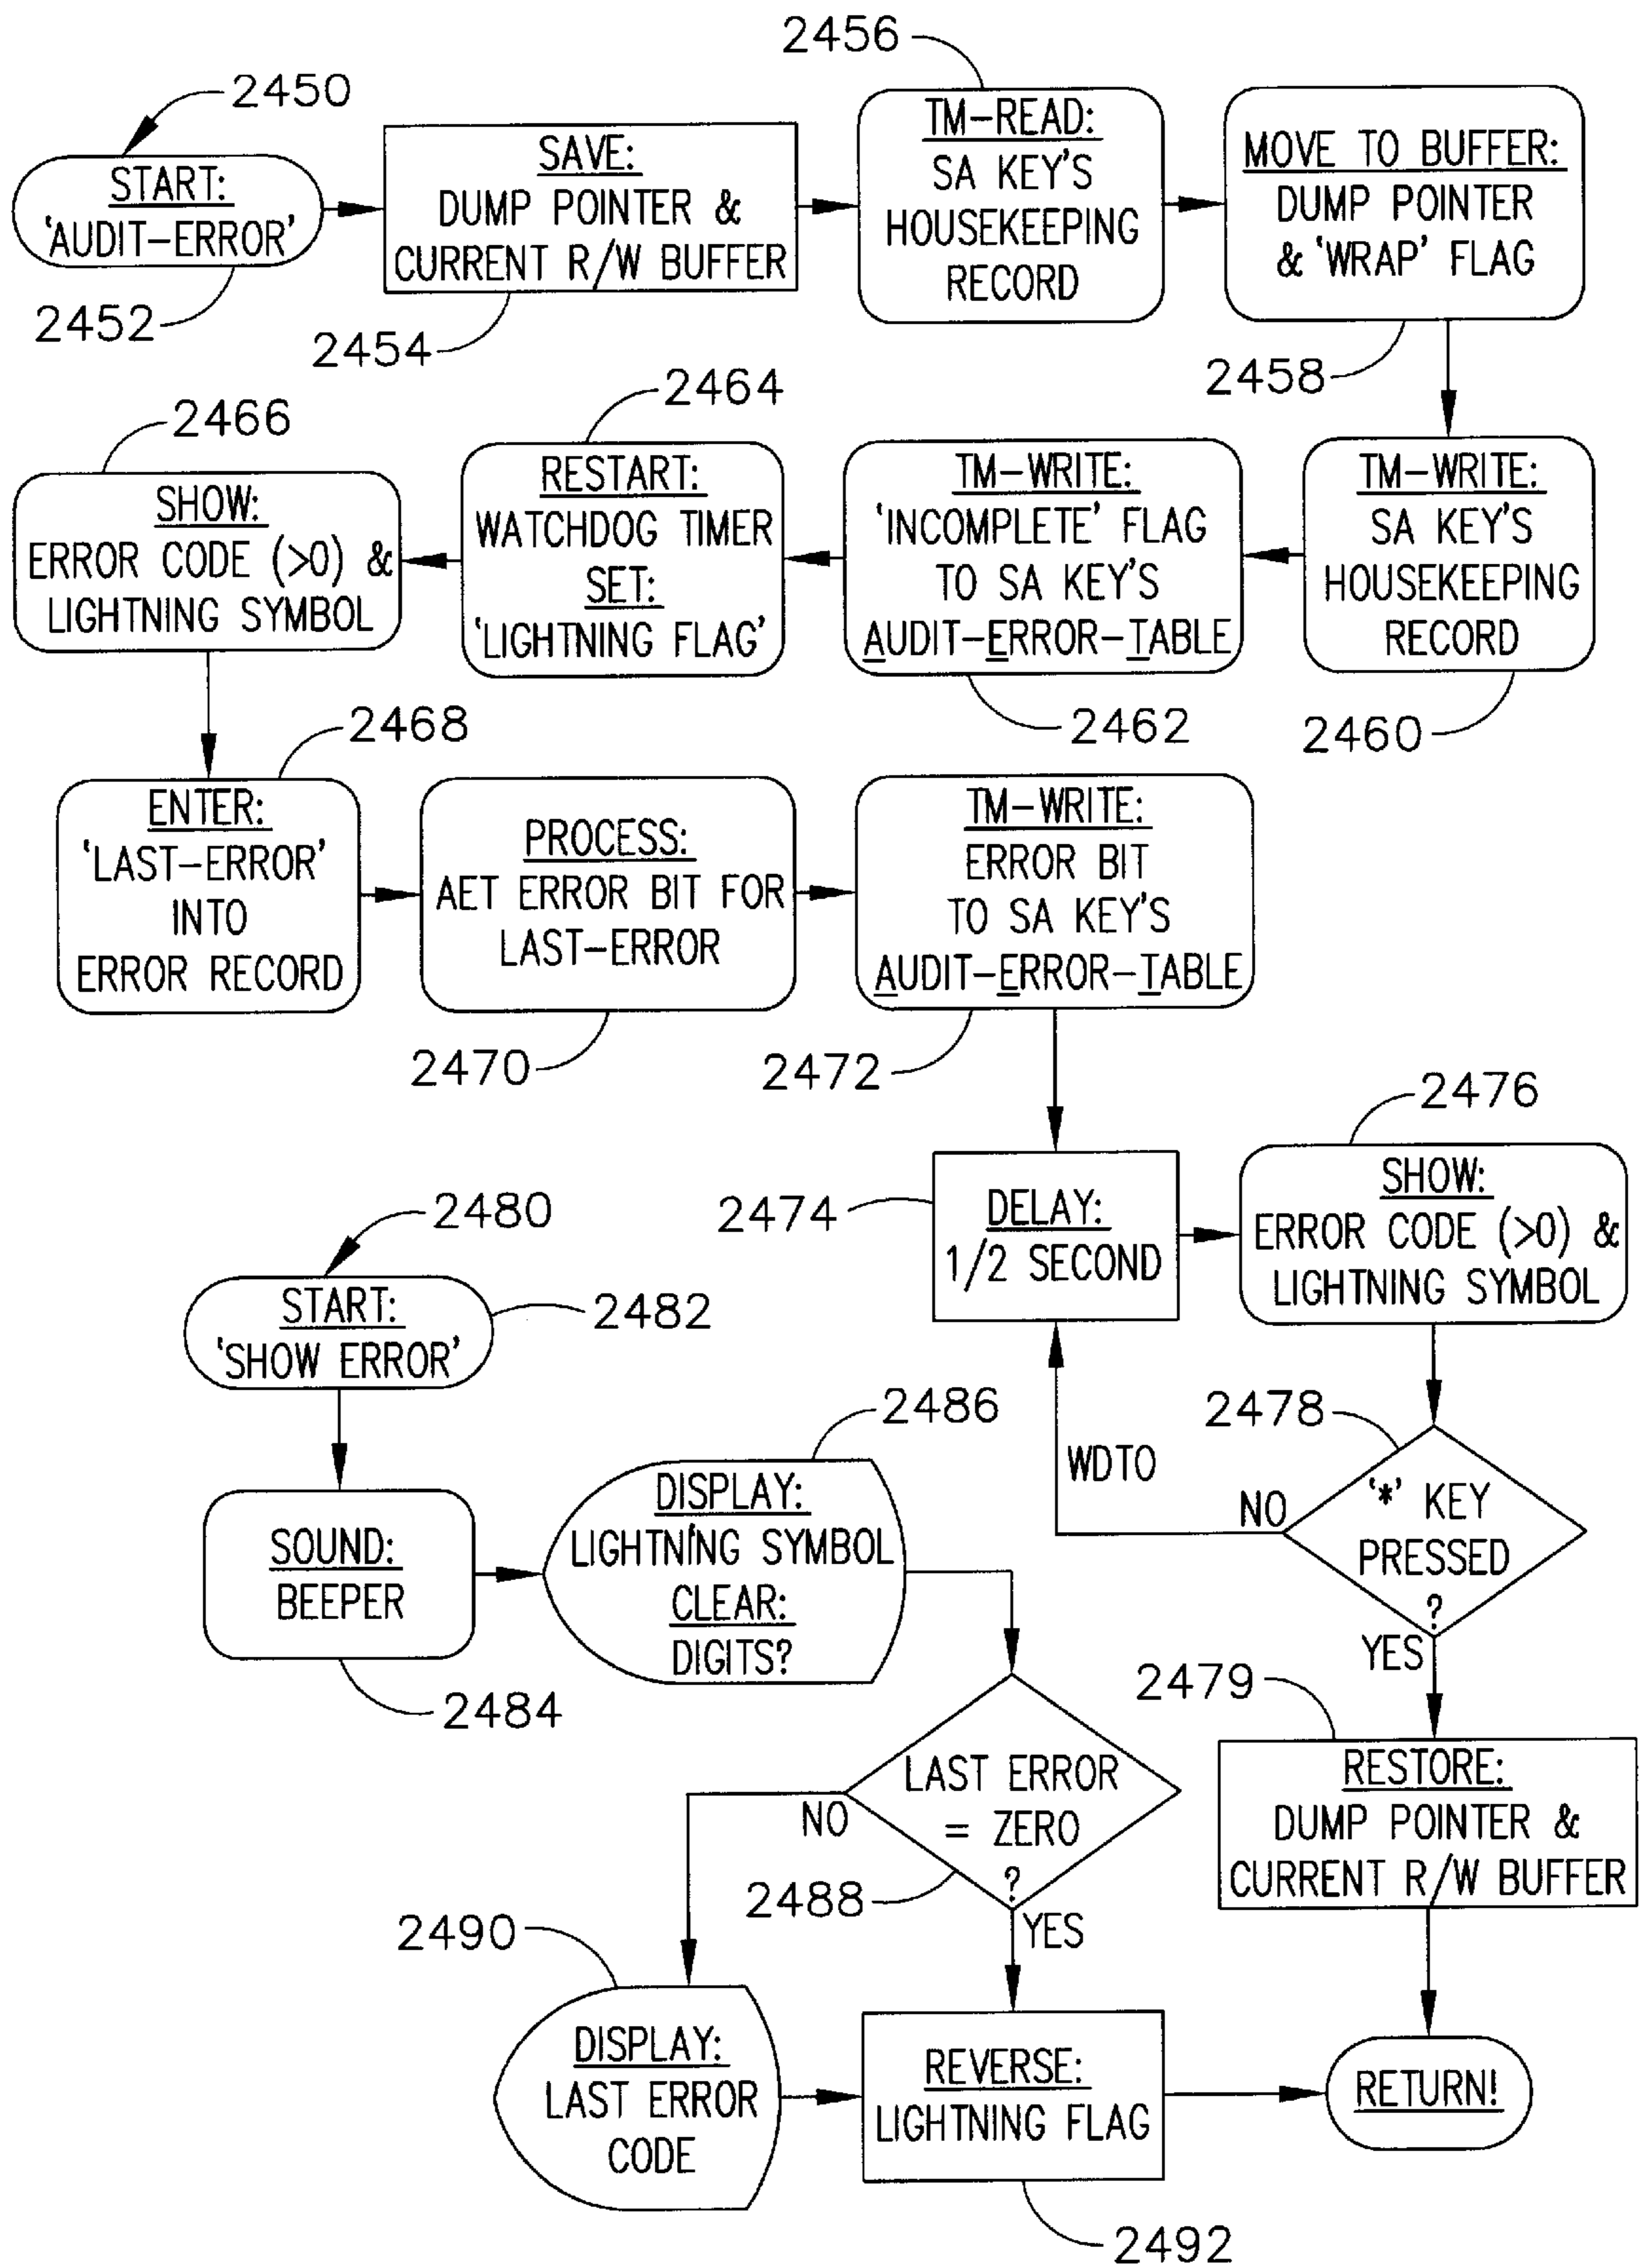 2450
START:
'AUDIT-ERROR'
2452
SAVE:
DUMP POINTER &
CURRENT R/W BUFFER
2454
2456
TM-READ:
SA KEY'S
HOUSEKEEPING
RECORD
MOVE TO BUFFER:
DUMP POINTER
& 'WRAP' FLAG
2458
TM-WRITE:
SA KEY'S
HOUSEKEEPING
RECORD
2460
TM-WRITE:
'INCOMPLETE' FLAG
TO SA KEY'S
AUDIT-ERROR-TABLE
2462
2464
RESTART:
WATCHDOG TIMER
SET:
'LIGHTNING FLAG'
2466
SHOW:
ERROR CODE (>0) &
LIGHTNING SYMBOL
2468
ENTER:
'LAST-ERROR'
INTO
ERROR RECORD
PROCESS:
AET ERROR BIT FOR
LAST-ERROR
2470
TM-WRITE:
ERROR BIT
TO SA KEY'S
AUDIT-ERROR-TABLE
2472
2474
DELAY:
1/2 SECOND
2476
SHOW:
ERROR CODE (>0) &
LIGHTNING SYMBOL
2478
'*' KEY
PRESSED
?
NO
WDTO
YES
2479
RESTORE:
DUMP POINTER &
CURRENT R/W BUFFER
2480
START:
'SHOW ERROR'
2482
SOUND:
BEEPER
2484
2486
DISPLAY:
LIGHTNING SYMBOL
CLEAR:
DIGITS?
LAST ERROR
= ZERO
?
2488
NO
YES
2490
DISPLAY:
LAST ERROR
CODE
REVERSE:
LIGHTNING FLAG
2492
RETURN!